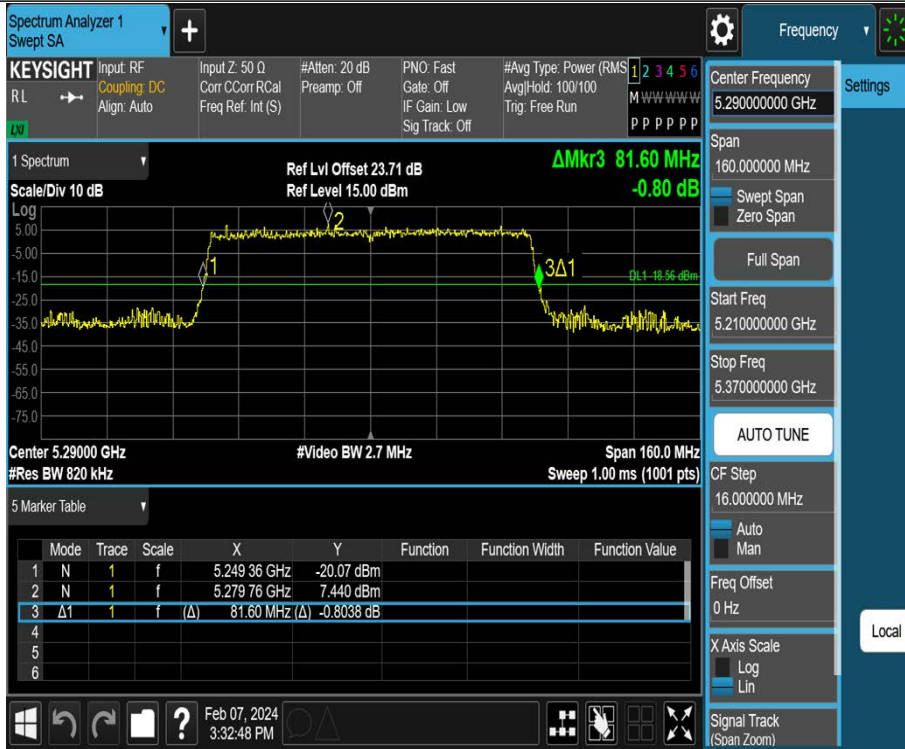 Spectrum Analyzer 1
Swept SA
+
Frequency
KEYSIGHT
RL
LXI
Input: RF
Coupling: DC
Align: Auto
Input Z: 50 Ω
Corr CCorr RCal
Freq Ref: Int (S)
#Atten: 20 dB
Preamp: Off
PNO: Fast
Gate: Off
IF Gain: Low
Sig Track: Off
#Avg Type: Power (RMS
Avg|Hold: 100/100
Trig: Free Run
1 2 3 4 5 6
M W W W W W
P P P P P P
1 Spectrum
Scale/Div 10 dB
Ref Lvl Offset 23.71 dB
Ref Level 15.00 dBm
ΔMkr3 81.60 MHz
-0.80 dB
Log
5.00
-5.00
-15.0
-25.0
-35.0
-45.0
-55.0
-65.0
-75.0
2
1
3Δ1
DL1 -18.56 dBm
Center 5.29000 GHz
#Video BW 2.7 MHz
Span 160.0 MHz
#Res BW 820 kHz
Sweep 1.00 ms (1001 pts)
5 Marker Table
Mode Trace Scale X Y Function Function Width Function Value
1 N 1 f 5.249 36 GHz -20.07 dBm
2 N 1 f 5.279 76 GHz 7.440 dBm
3 Δ1 1 f (Δ) 81.60 MHz (Δ) -0.8038 dB
4
5
6
?
Feb 07, 2024
3:32:48 PM
Center Frequency
5.290000000 GHz
Settings
Span
160.000000 MHz
Swept Span
Zero Span
Full Span
Start Freq
5.210000000 GHz
Stop Freq
5.370000000 GHz
AUTO TUNE
CF Step
16.000000 MHz
Auto
Man
Freq Offset
0 Hz
Local
X Axis Scale
Log
Lin
Signal Track
(Span Zoom)